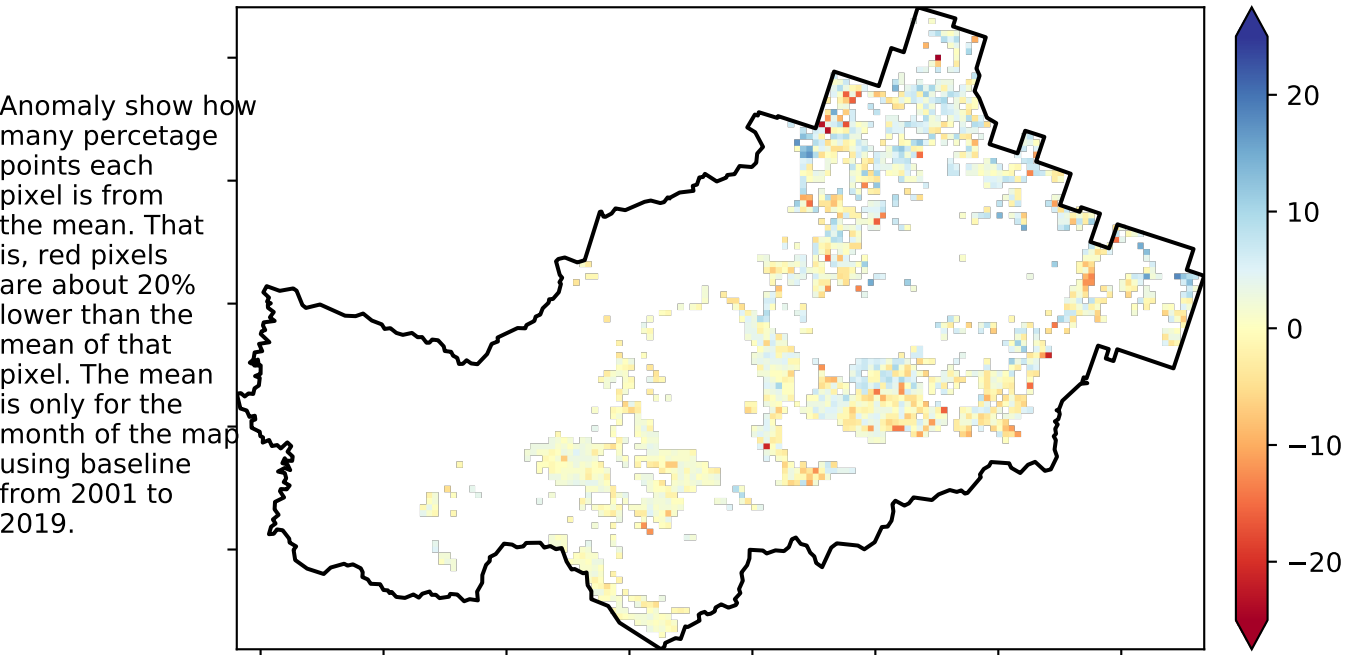 Anomaly show how
many percetage
points each
pixel is from
the mean. That
is, red pixels
are about 20%
lower than the
mean of that
pixel. The mean
is only for the
month of the map
using baseline
from 2001 to
2019.
20
10
0
−10
−20